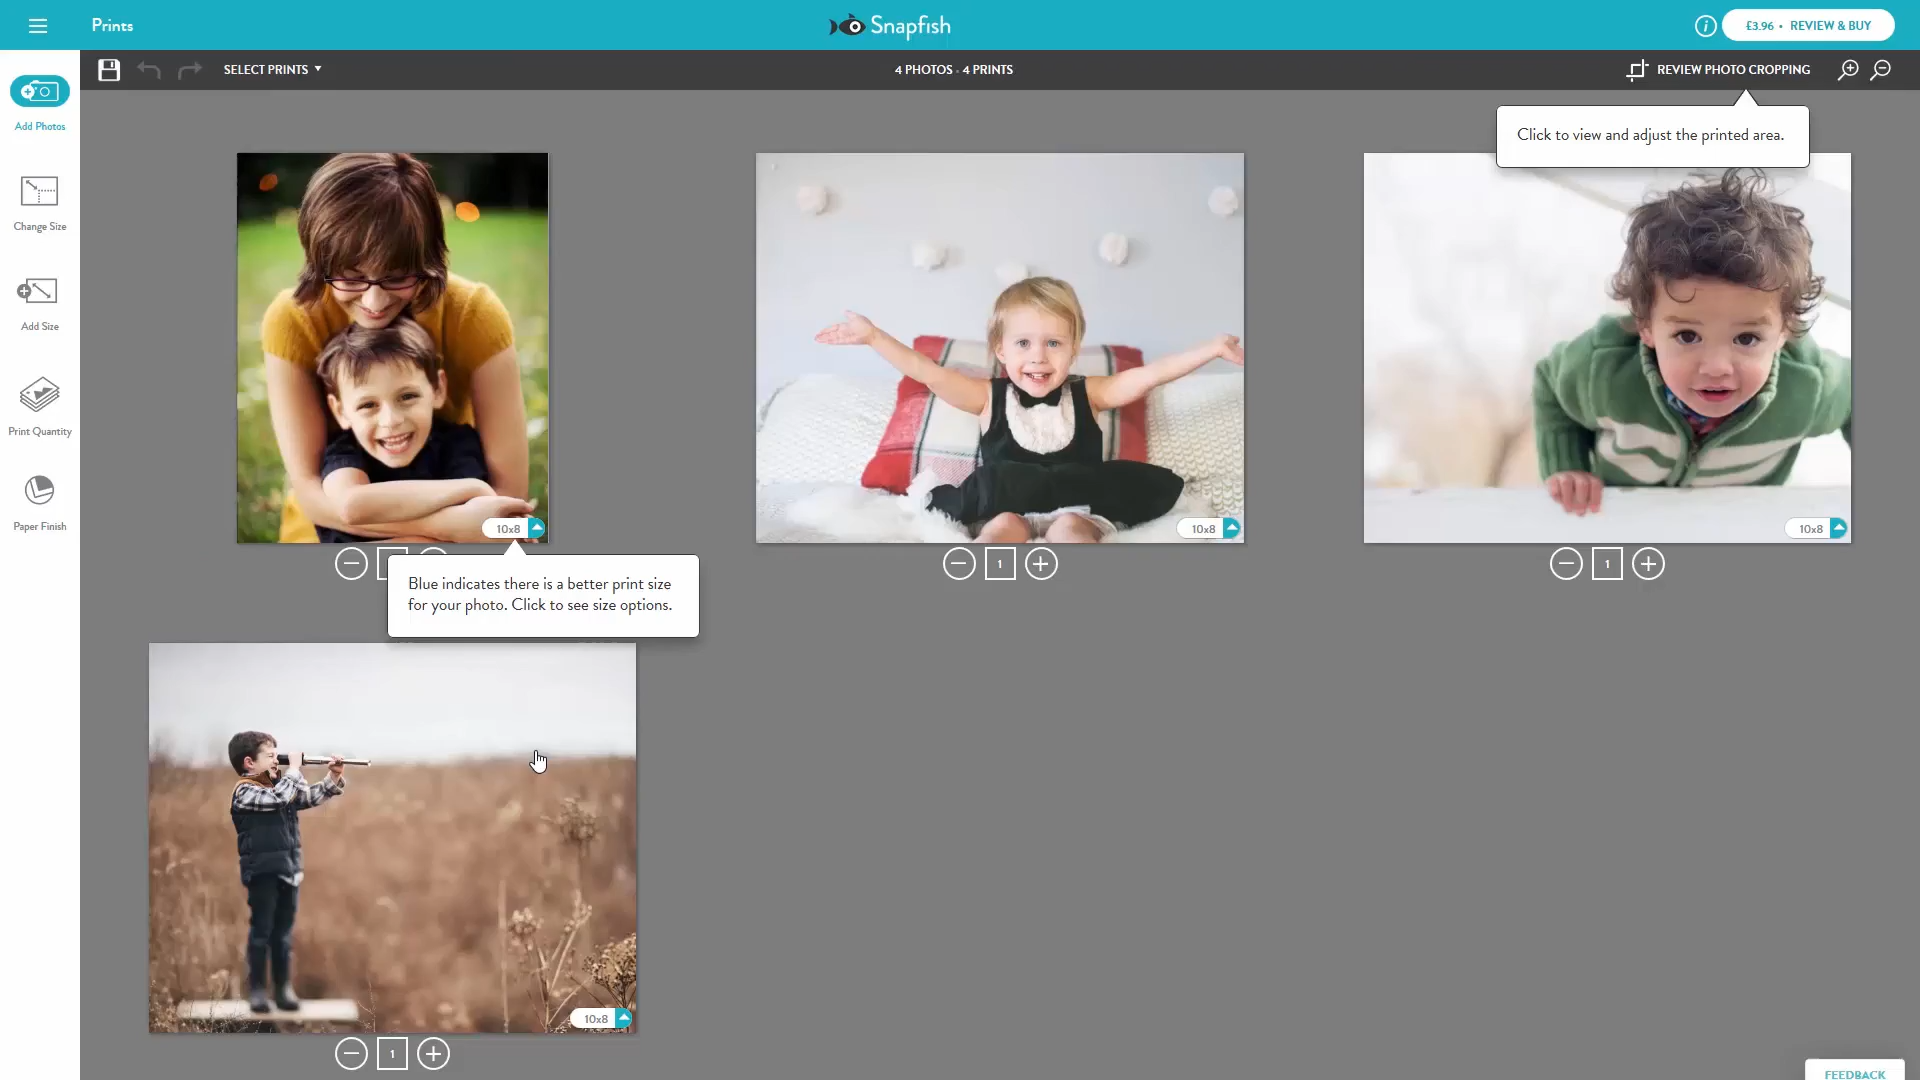 Prints
Snapfish
i
£3.96 • REVIEW & BUY
SELECT PRINTS
4 PHOTOS - 4 PRINTS
REVIEW PHOTO CROPPING
Add Photos
Change Size
Add Size
Print Quantity
Paper Finish
Click to view and adjust the printed area.
10x8
10x8
10x8
1
1
Blue indicates there is a better print size
for your photo. Click to see size options.
10x8
1
FEEDBACK